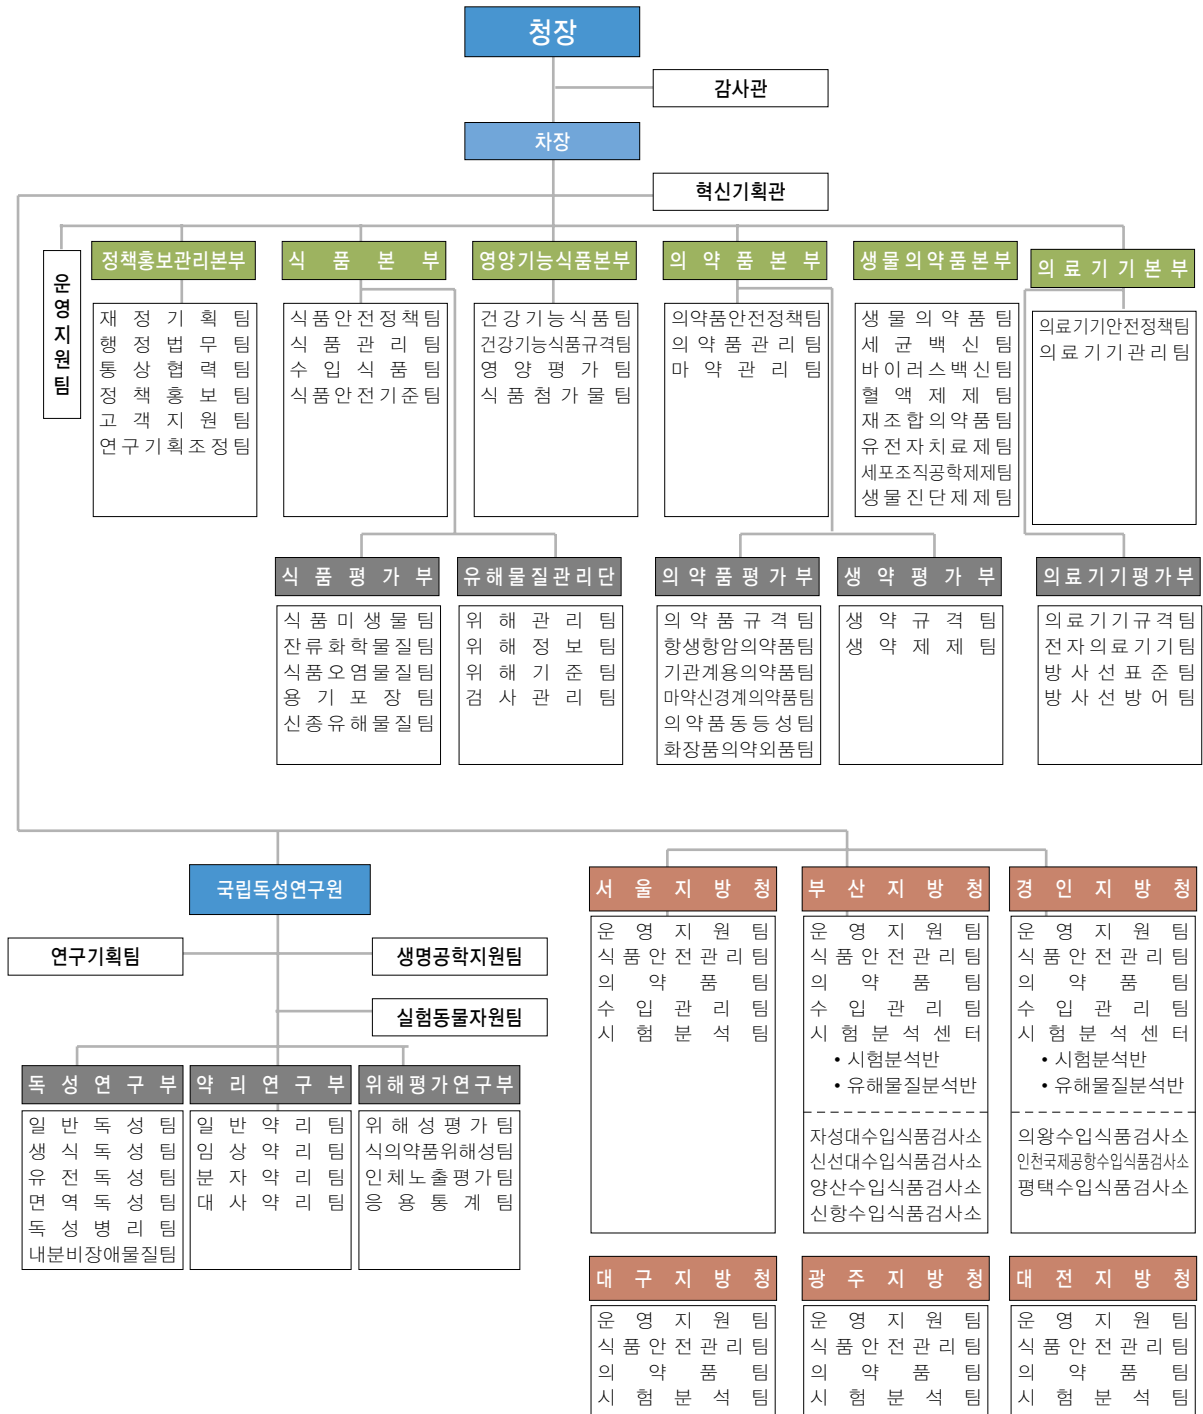 청장
감사관
차장
혁신기획관
운영지원팀
정책홍보관리본부
재정기획팀
행정법무팀
통상협력팀
정책홍보팀
고객지원팀
연구기획조정팀
식품본부
식품안전정책팀
식품관리팀
수입식품팀
식품안전기준팀
영양기능식품본부
건강기능식품팀
건강기능식품규격팀
영양평가팀
식품첨가물팀
의약품본부
의약품안전정책팀
의약품관리팀
마약관리팀
생물의약품본부
생물의약품팀
세균백신팀
바이러스백신팀
혈액제제팀
재조합의약품팀
유전자치료제팀
세포조직공학제제팀
생물진단제제팀
의료기기본부
의료기기안전정책팀
의료기기관리팀
식품평가부
식품미생물팀
잔류화학물질팀
식품오염물질팀
용기포장팀
신종유해물질팀
유해물질관리단
위해관리팀
위해정보팀
위해기준팀
검사관리팀
의약품평가부
의약품규격팀
항생항암의약품팀
기관계용의약품팀
마약신경계의약품팀
의약품동등성팀
화장품의약외품팀
생약평가부
생약규격팀
생약제제팀
의료기기평가부
의료기기규격팀
전자의료기기팀
방사선표준팀
방사선방어팀
국립독성연구원
연구기획팀
생명공학지원팀
실험동물자원팀
독성연구부
일반독성팀
생식독성팀
유전독성팀
면역독성팀
독성병리팀
내분비장애물질팀
약리연구부
일반약리팀
임상약리팀
분자약리팀
대사약리팀
위해평가연구부
위해성평가팀
식의약품위해성팀
인체노출평가팀
응용통계팀
서울지방청
운영지원팀
식품안전관리팀
의약품팀
수입관리팀
시험분석팀
부산지방청
운영지원팀
식품안전관리팀
의약품팀
수입관리팀
시험분석센터
• 시험분석반
• 유해물질분석반
자성대수입식품검사소
신선대수입식품검사소
양산수입식품검사소
신항수입식품검사소
경인지방청
운영지원팀
식품안전관리팀
의약품팀
수입관리팀
시험분석센터
• 시험분석반
• 유해물질분석반
의왕수입식품검사소
인천국제공항수입식품검사소
평택수입식품검사소
대구지방청
운영지원팀
식품안전관리팀
의약품팀
시험분석팀
광주지방청
운영지원팀
식품안전관리팀
의약품팀
시험분석팀
대전지방청
운영지원팀
식품안전관리팀
의약품팀
시험분석팀